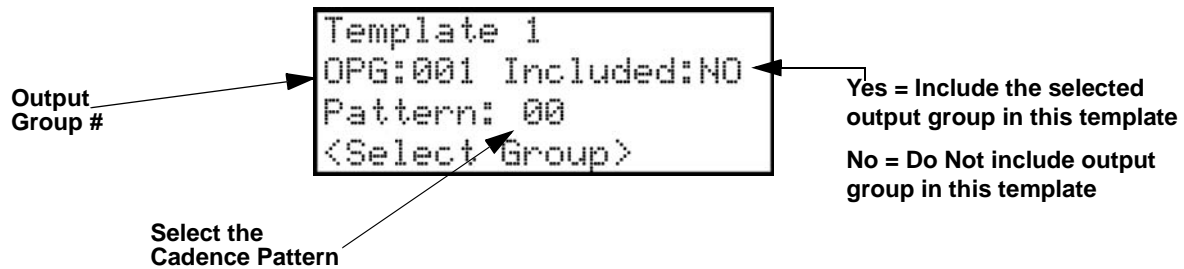 Template 1
OPG:001 Included:NO
Pattern: 00
<Select Group>
Output
Group #
Yes = Include the selected
output group in this template
No = Do Not include output
group in this template
Select the
Cadence Pattern